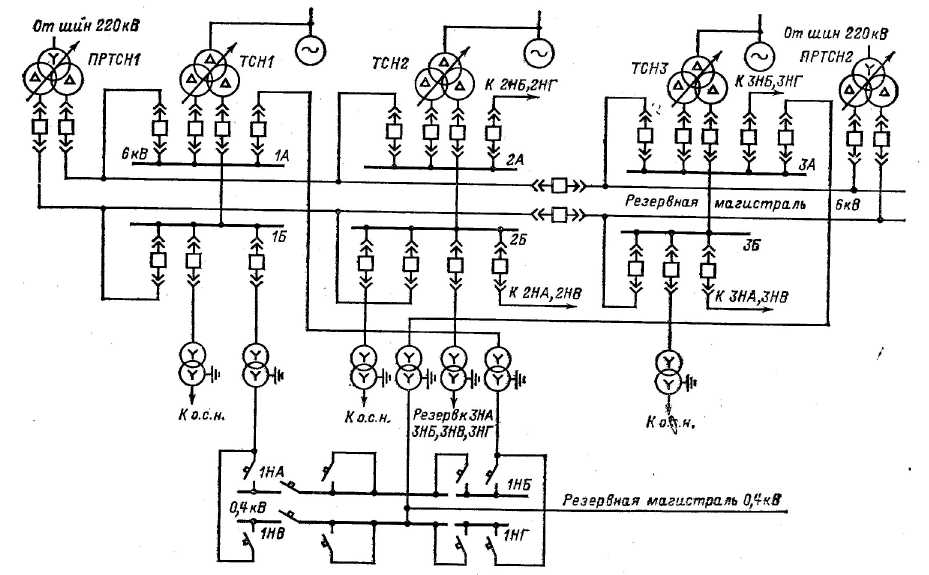 От шин 220кВ
ПРТСН1
ТСН1
ТСН2
К 2НБ,2НГ
ТСН3
К 3НБ,3НГ
От шин 220кВ
ПРТСН2
6кВ
1А
2А
3А
Резервная магистраль 6кВ
1Б
2Б
3Б
К 2НА,2НВ
К 3НА,3НВ
К о.с.н.
К о.с.н.
Резерв к 3НА
3НБ,3НВ,3НГ
К о.с.н.
1НА
1НБ
0,4кВ
Резервная магистраль 0,4кВ
1НВ
1НГ